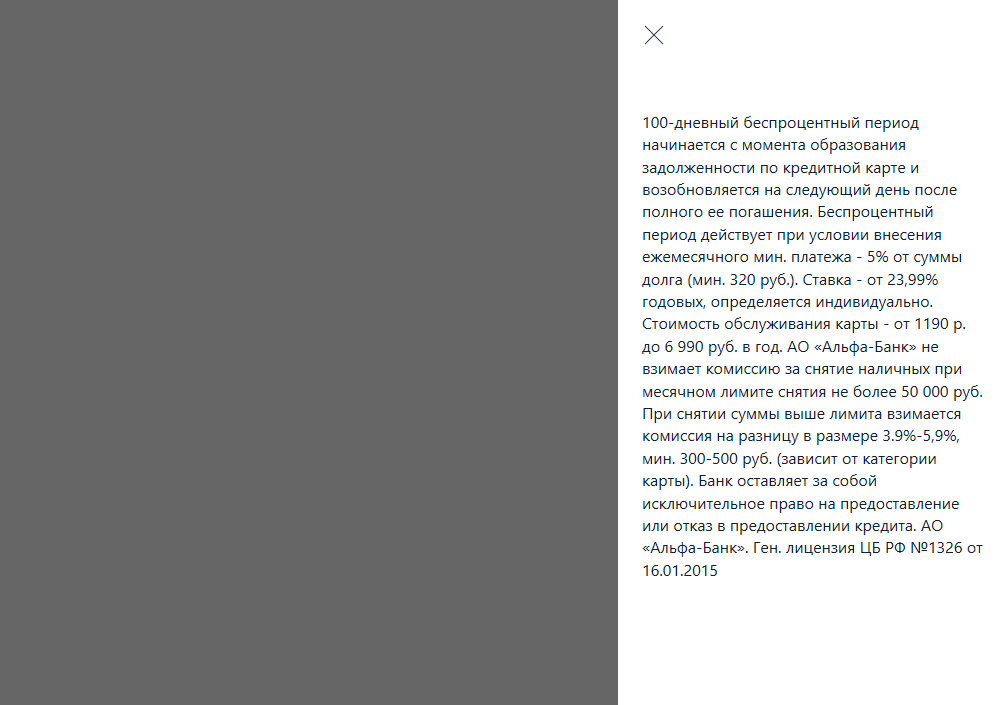 100-дневный беспроцентный период
начинается с момента образования
задолженности по кредитной карте и
возобновляется на следующий день после
полного ее погашения. Беспроцентный
период действует при условии внесения
ежемесячного мин. платежа - 5% от суммы
долга (мин. 320 руб.). Ставка - от 23,99%
годовых, определяется индивидуально.
Стоимость обслуживания карты - от 1190 р.
до 6 990 руб. в год. АО «Альфа-Банк» не
взимает комиссию за снятие наличных при
месячном лимите снятия не более 50 000 руб.
При снятии суммы выше лимита взимается
комиссия на разницу в размере 3.9%-5,9%,
мин. 300-500 руб. (зависит от категории
карты). Банк оставляет за собой
исключительное право на предоставление
или отказ в предоставлении кредита. АО
«Альфа-Банк». Ген. лицензия ЦБ РФ №1326 от
16.01.2015